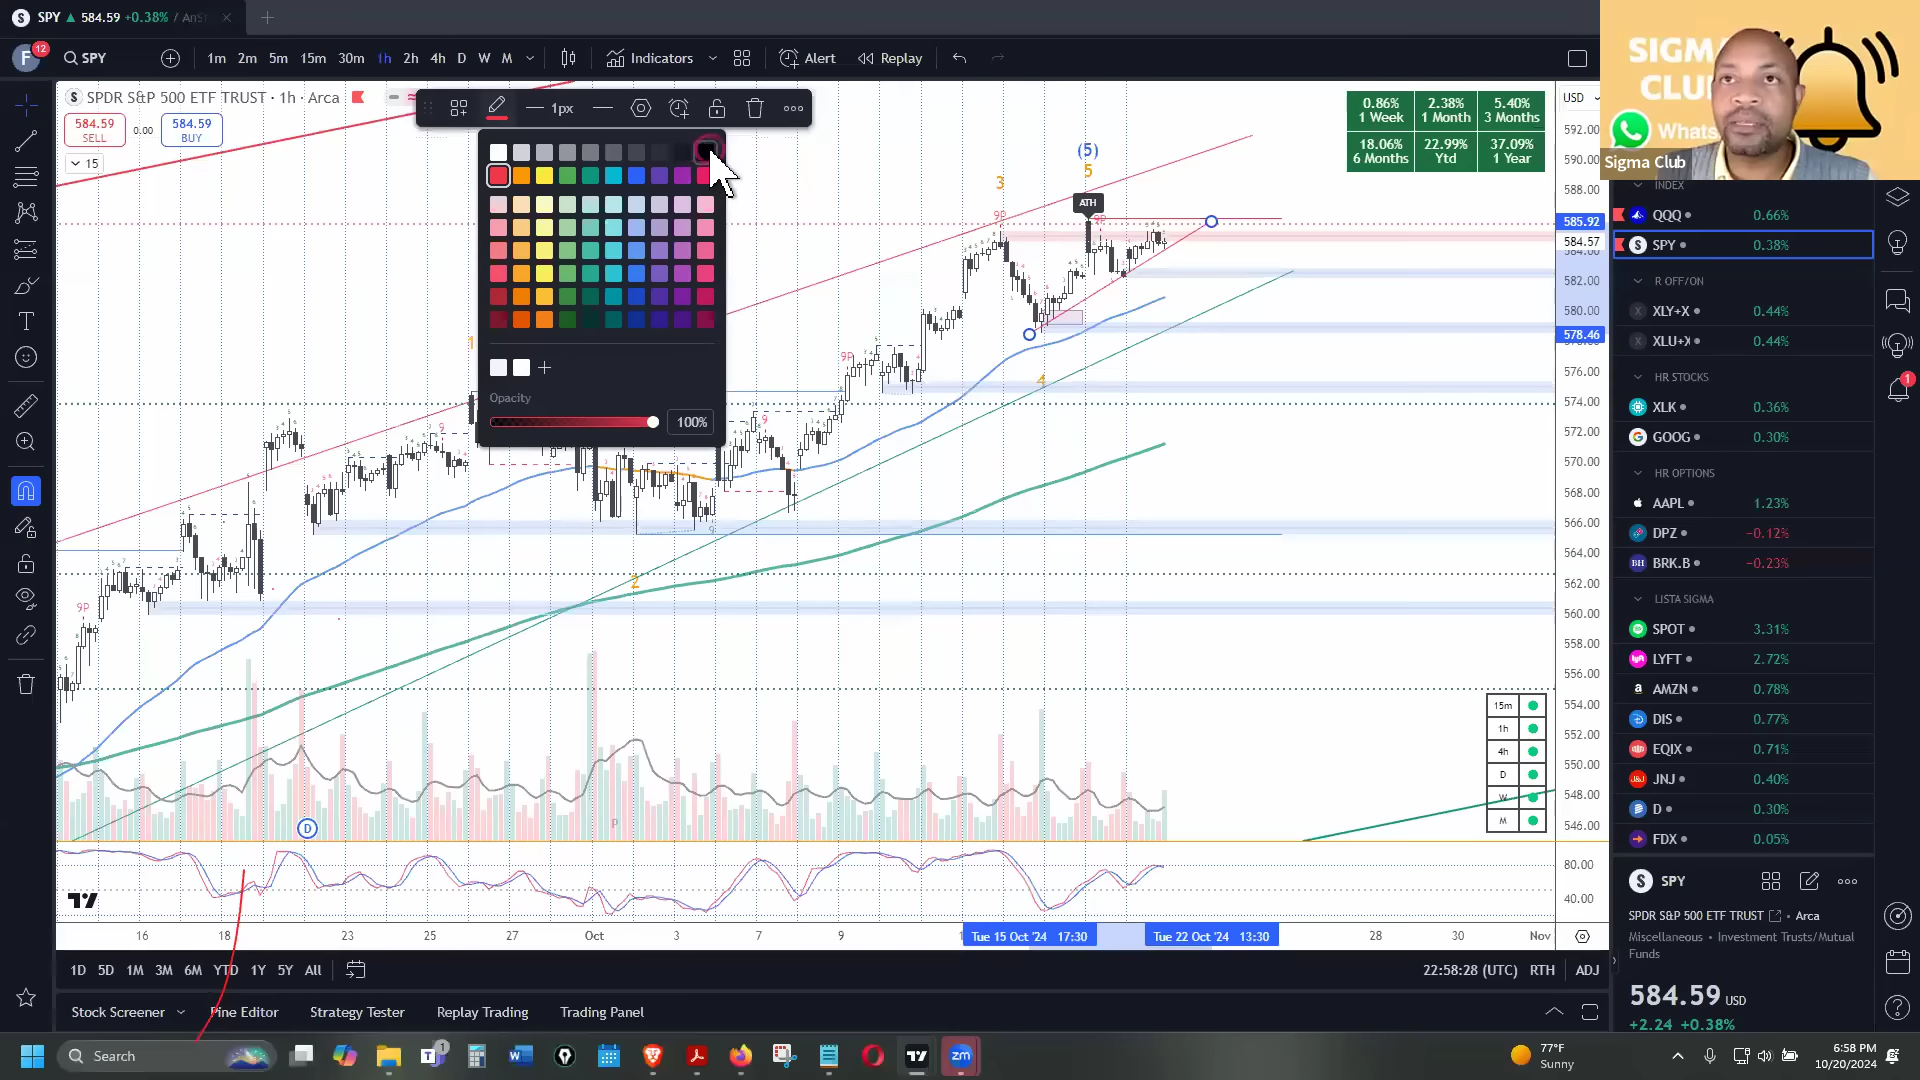 SPY 584.59 +0.38%
12
SPY
1m 2m 5m 15m 30m 1h 2h 4h D W M
Indicators
Alert
Replay
SPDR S&P 500 ETF TRUST · 1h · Arca
584.59
SELL
0.00
584.59
BUY
15
1px
Opacity
100%
0.86%
1 Week
2.38%
1 Month
5.40%
3 Months
18.06%
6 Months
22.99%
Ytd
37.09%
1 Year
USD
SIGMA
CLUB
Sigma Club
(5)
5
3
ATH
9P
4
2
592.00
590.00
588.00
585.92
584.57
582.00
580.00
578.46
576.00
574.00
572.00
570.00
568.00
566.00
564.00
562.00
560.00
558.00
556.00
554.00
552.00
550.00
548.00
546.00
80.00
40.00
15m
1h
4h
D
W
M
16 18 23 25 27 Oct 3 7 9
Tue 15 Oct '24 17:30
Tue 22 Oct '24 13:30
28 30 Nov
1D 5D 1M 3M 6M YTD 1Y 5Y All
22:58:28 (UTC) RTH ADJ
Stock Screener
Pine Editor
Strategy Tester
Replay Trading
Trading Panel
INDEX
QQQ 0.66%
SPY 0.38%
R OFF/ON
XLY+X 0.44%
XLU+X 0.44%
HR STOCKS
XLK 0.36%
GOOG 0.30%
HR OPTIONS
AAPL 1.23%
DPZ −0.12%
BRK.B −0.23%
LISTA SIGMA
SPOT 3.31%
LYFT 2.72%
AMZN 0.78%
DIS 0.77%
EQIX 0.71%
JNJ 0.40%
D 0.30%
FDX 0.05%
SPY
SPDR S&P 500 ETF TRUST · Arca
Miscellaneous • Investment Trusts/Mutual
Funds
584.59 USD
+2.24 +0.38%
Search
77°F
Sunny
6:58 PM
10/20/2024